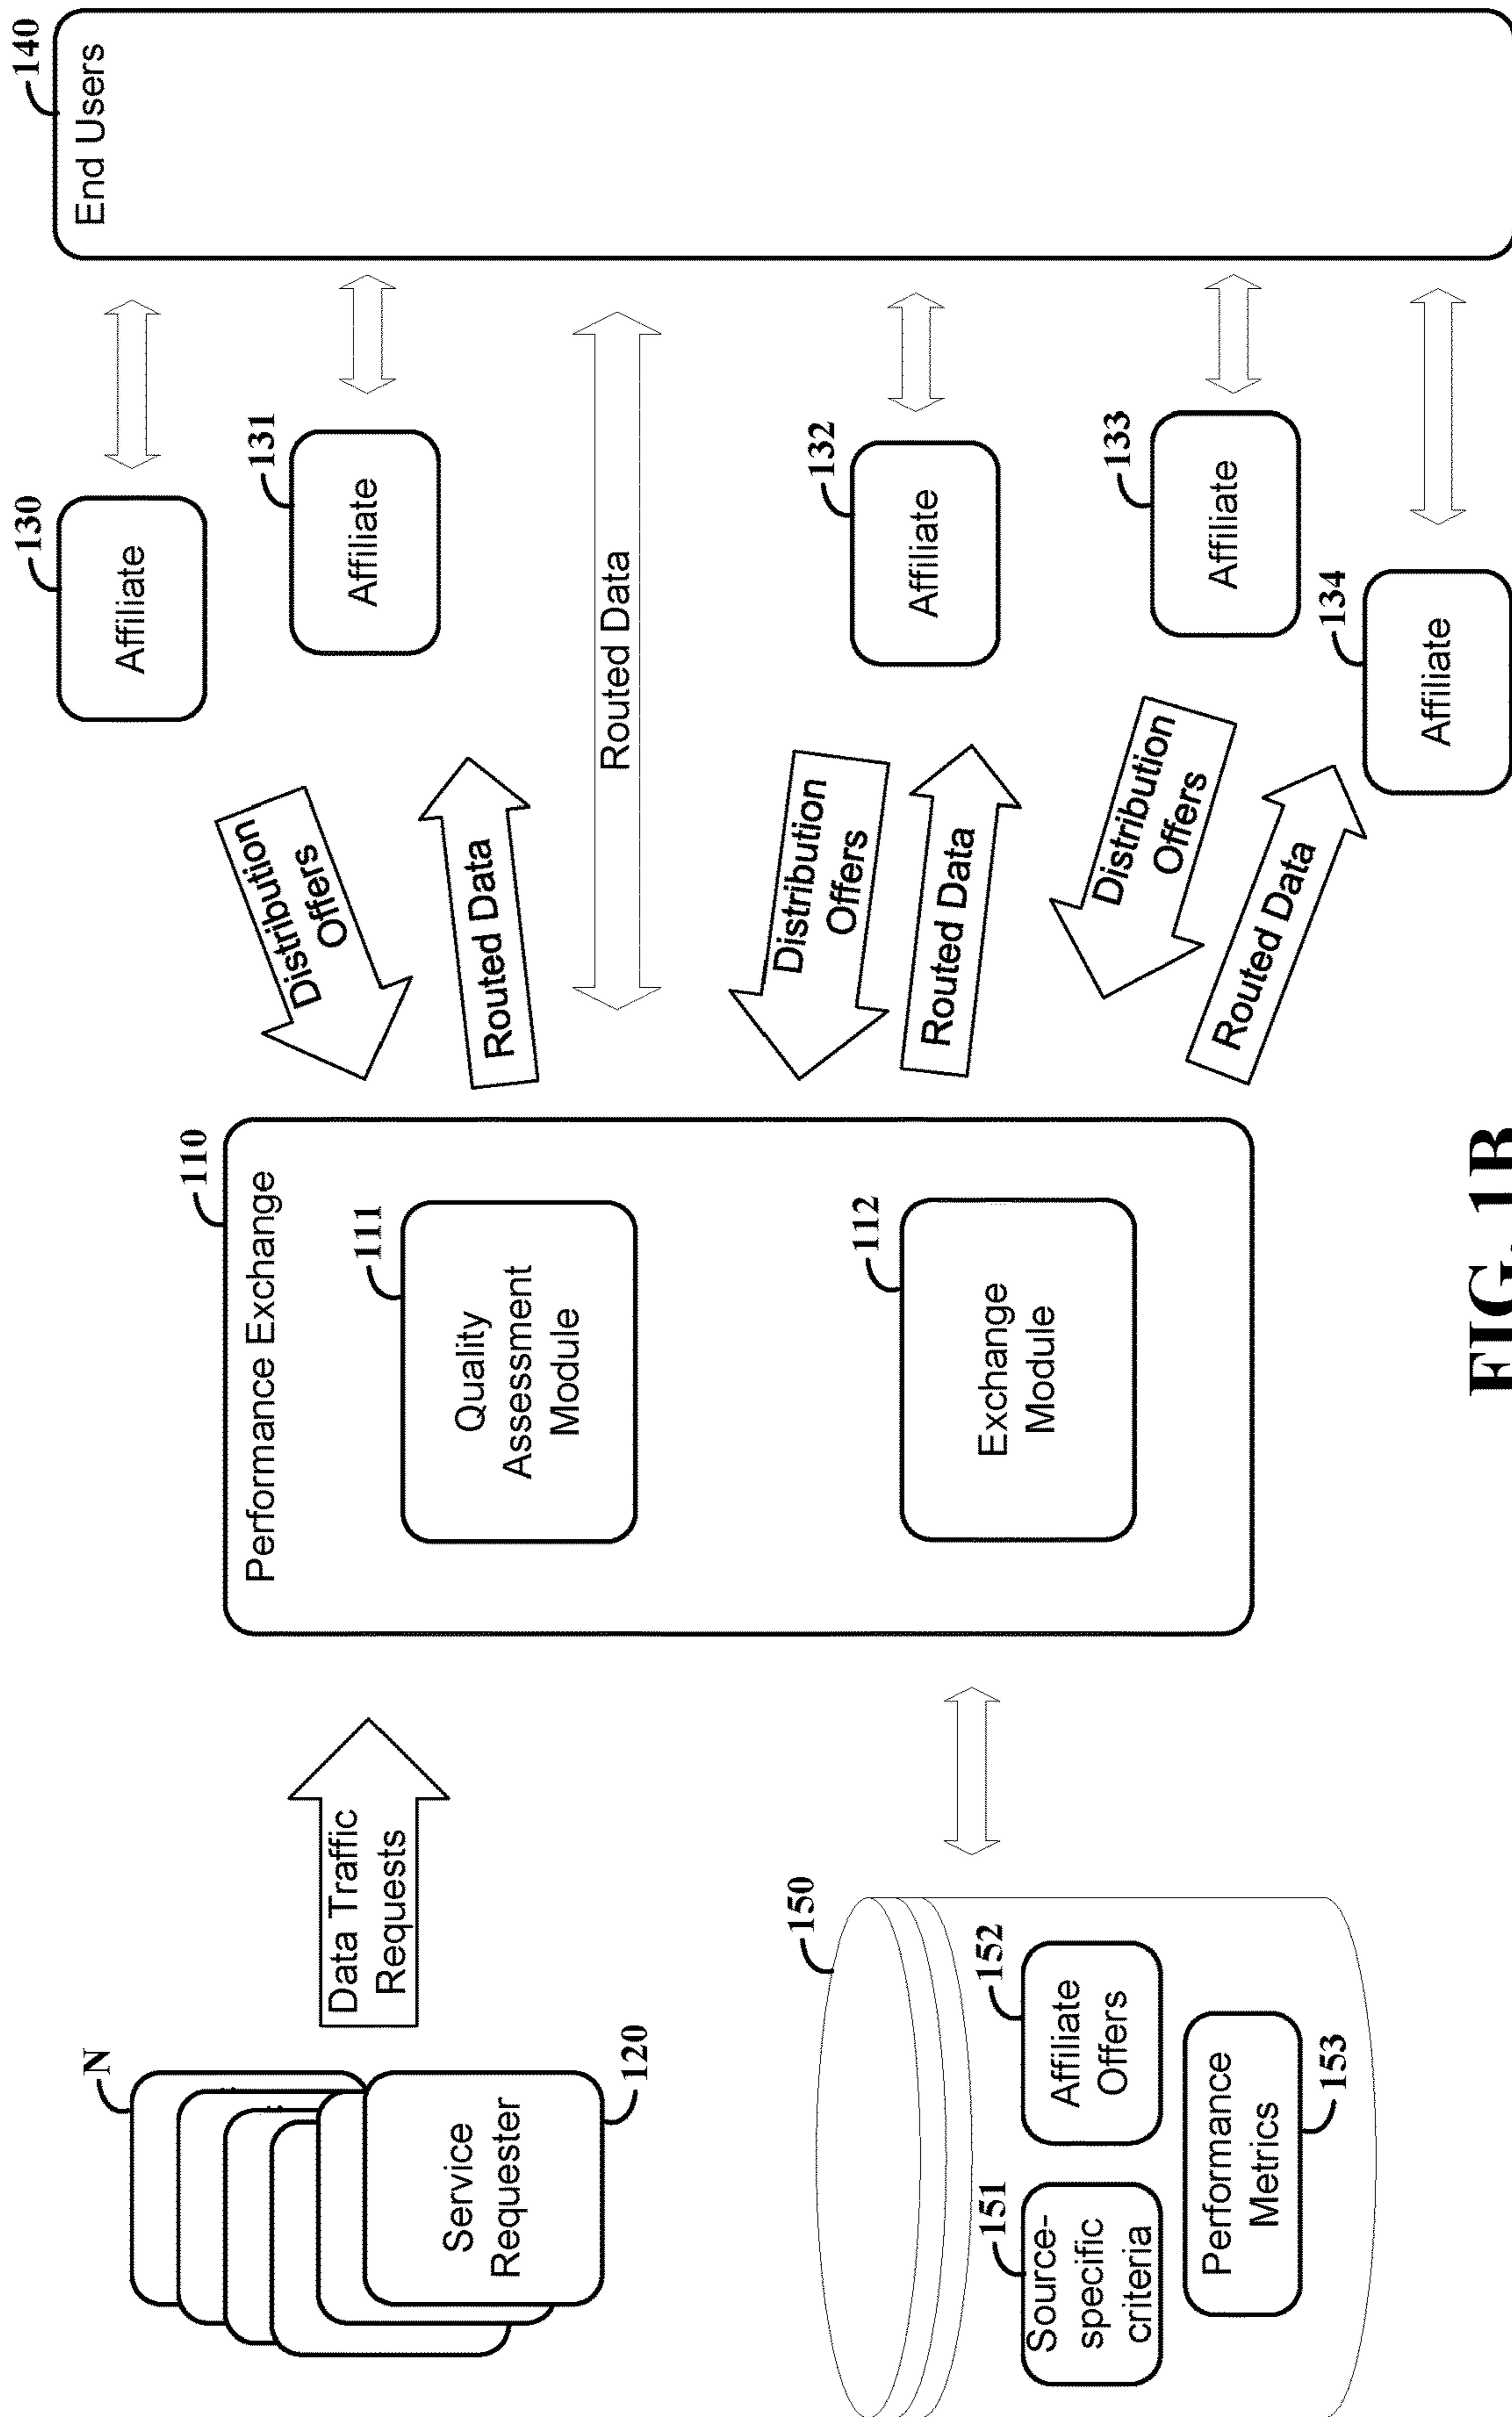 N
Service
Requester
120
Data Traffic
Requests
150
151
Source-
specific
criteria
152
Affiliate
Offers
Performance
Metrics
153
110
Performance Exchange
111
Quality
Assessment
Module
112
Exchange
Module
Distribution
Offers
Routed Data
Routed Data
Distribution
Offers
Routed Data
Distribution
Offers
Routed Data
130
Affiliate
131
Affiliate
132
Affiliate
133
Affiliate
134
Affiliate
140
End Users
FIG. 1B